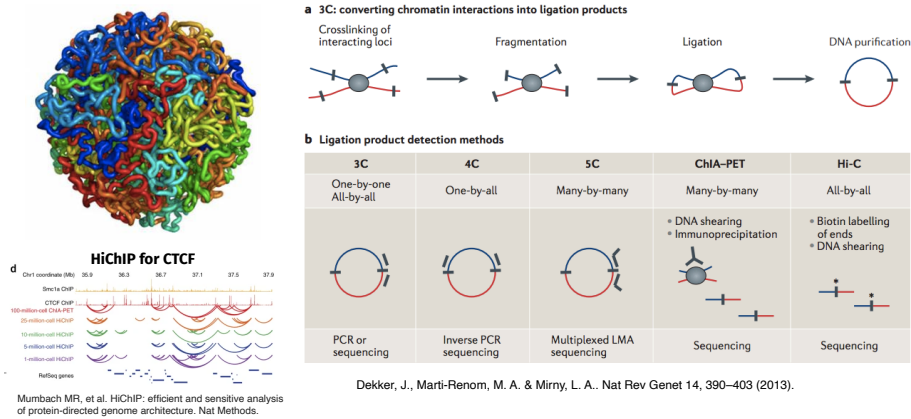 a 3C: converting chromatin interactions into ligation products
Crosslinking of
interacting loci
Fragmentation
Ligation
DNA purification
b Ligation product detection methods
3C
4C
5C
ChIA–PET
Hi-C
One-by-one
All-by-all
One-by-all
Many-by-many
Many-by-many
All-by-all
• DNA shearing
• Immunoprecipitation
• Biotin labelling
of ends
• DNA shearing
* *
PCR or
sequencing
Inverse PCR
sequencing
Multiplexed LMA
sequencing
Sequencing
Sequencing
Dekker, J., Marti-Renom, M. A. & Mirny, L. A.. Nat Rev Genet 14, 390–403 (2013).
HiChIP for CTCF
d
Chr1 coordinate (Mb) 35.9 36.3 36.7 37.1 37.5 37.9
Smc1a ChIP
CTCF ChIP
100-million-cell ChIA-PET
25-million-cell HiChIP
10-million-cell HiChIP
5-million-cell HiChIP
1-million-cell HiChIP
RefSeq genes
Mumbach MR, et al. HiChIP: efficient and sensitive analysis
of protein-directed genome architecture. Nat Methods.